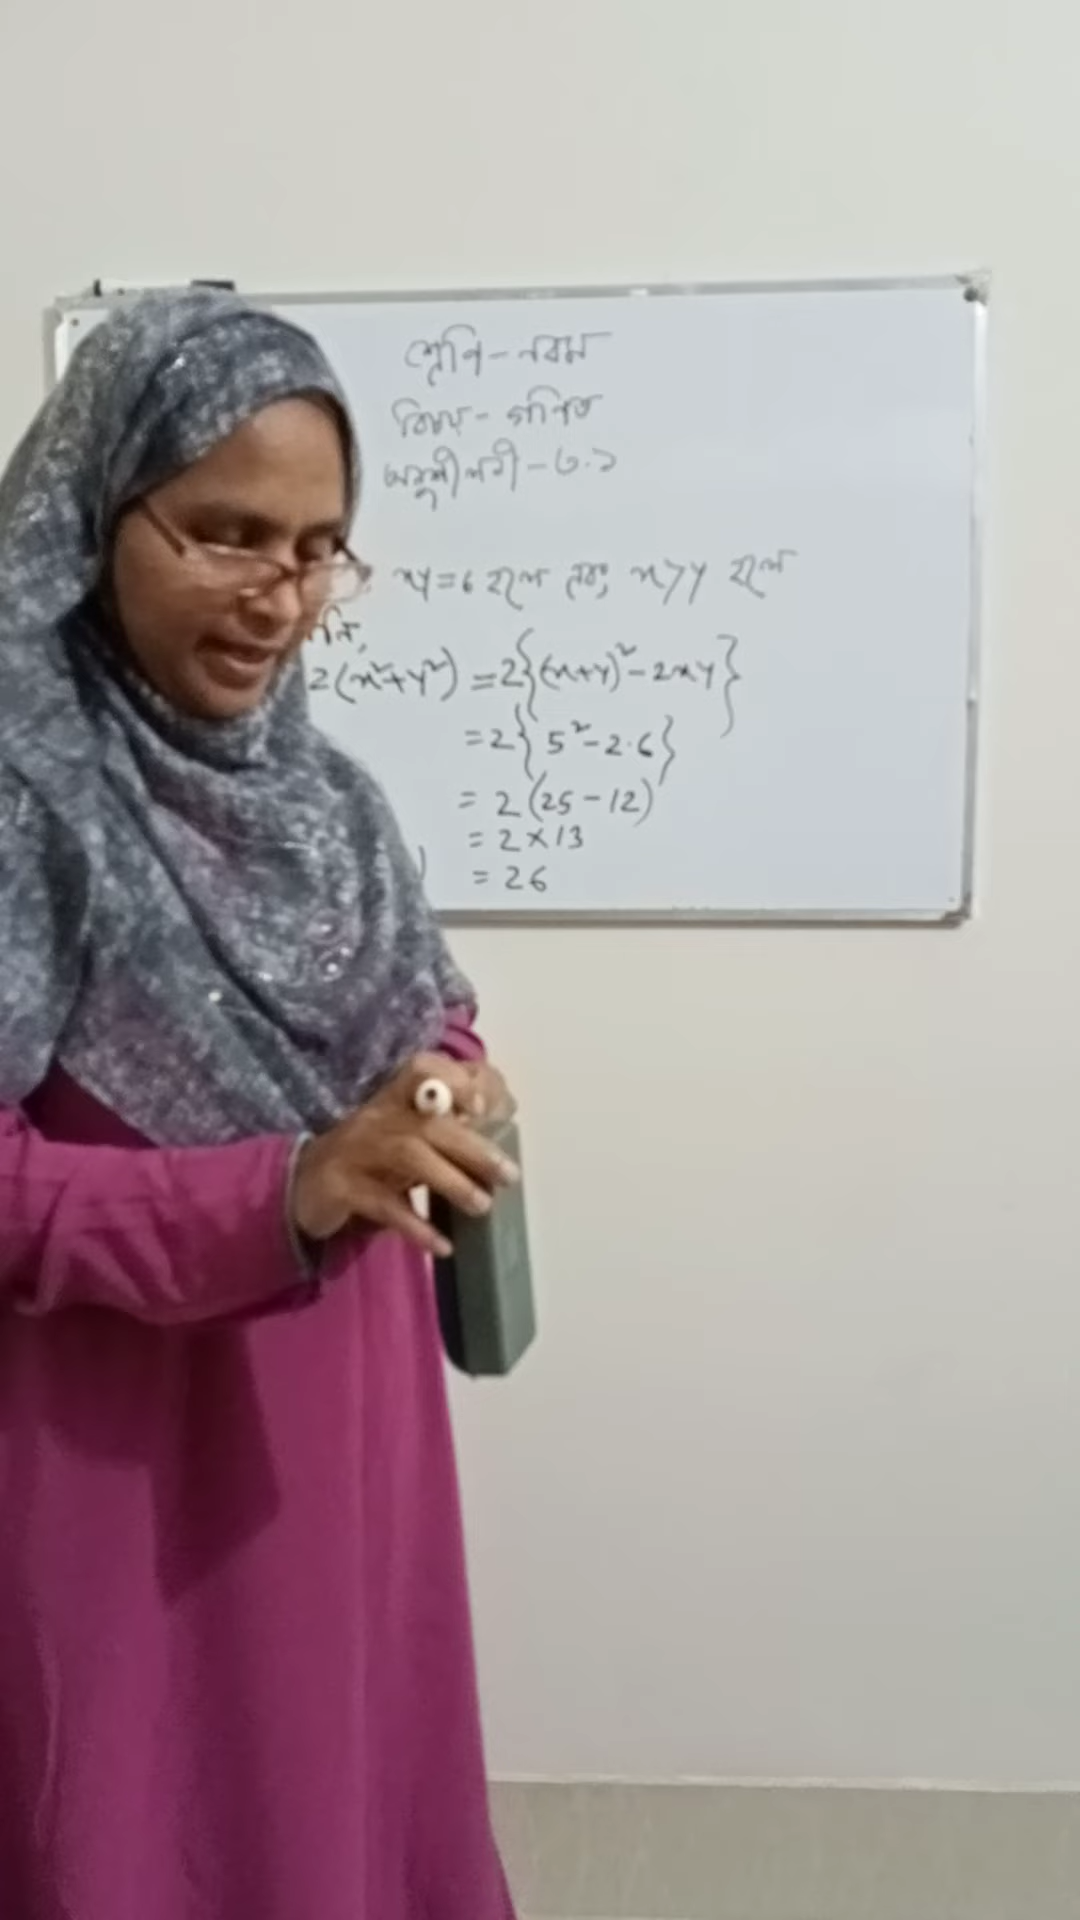 শ্রেণি - নবম
বিষয় - গণিত
অনুশীলনী - ৩.১
xy = 6 হলে এবং x > y হলে
নি,
2(x²+y²) = 2{(x+y)² - 2xy}
= 2{5² - 2·6}
= 2(25 - 12)
= 2 × 13
) = 26